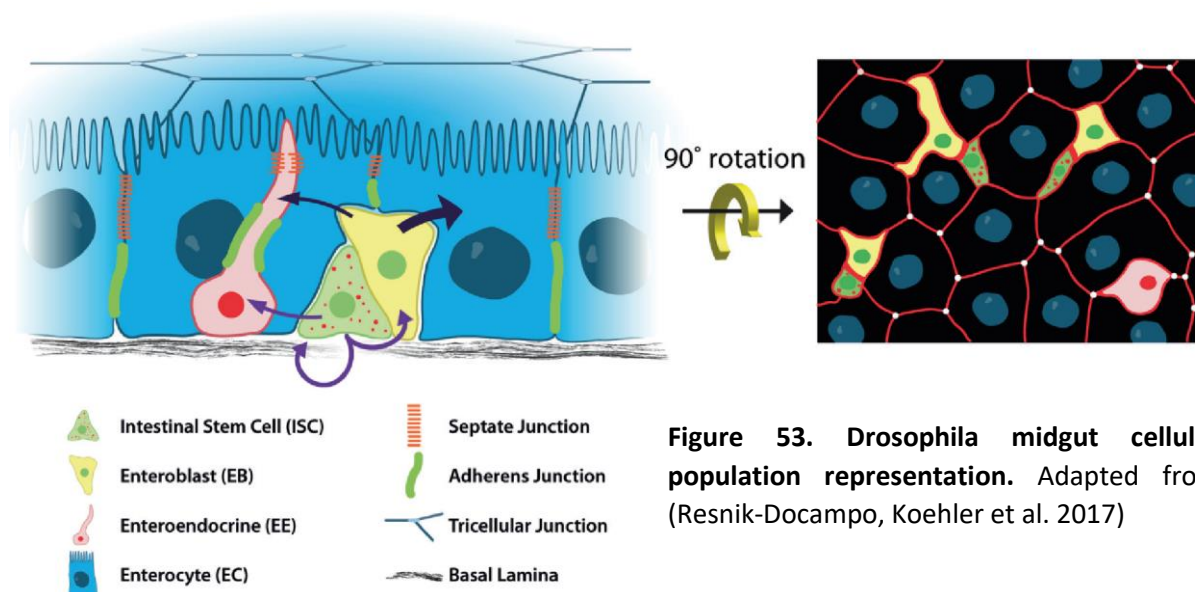 90° rotation
Intestinal Stem Cell (ISC)
Enteroblast (EB)
Enteroendocrine (EE)
Enterocyte (EC)
Septate Junction
Adherens Junction
Tricellular Junction
Basal Lamina
Figure 53. Drosophila midgut cellul
population representation. Adapted fro
(Resnik-Docampo, Koehler et al. 2017)